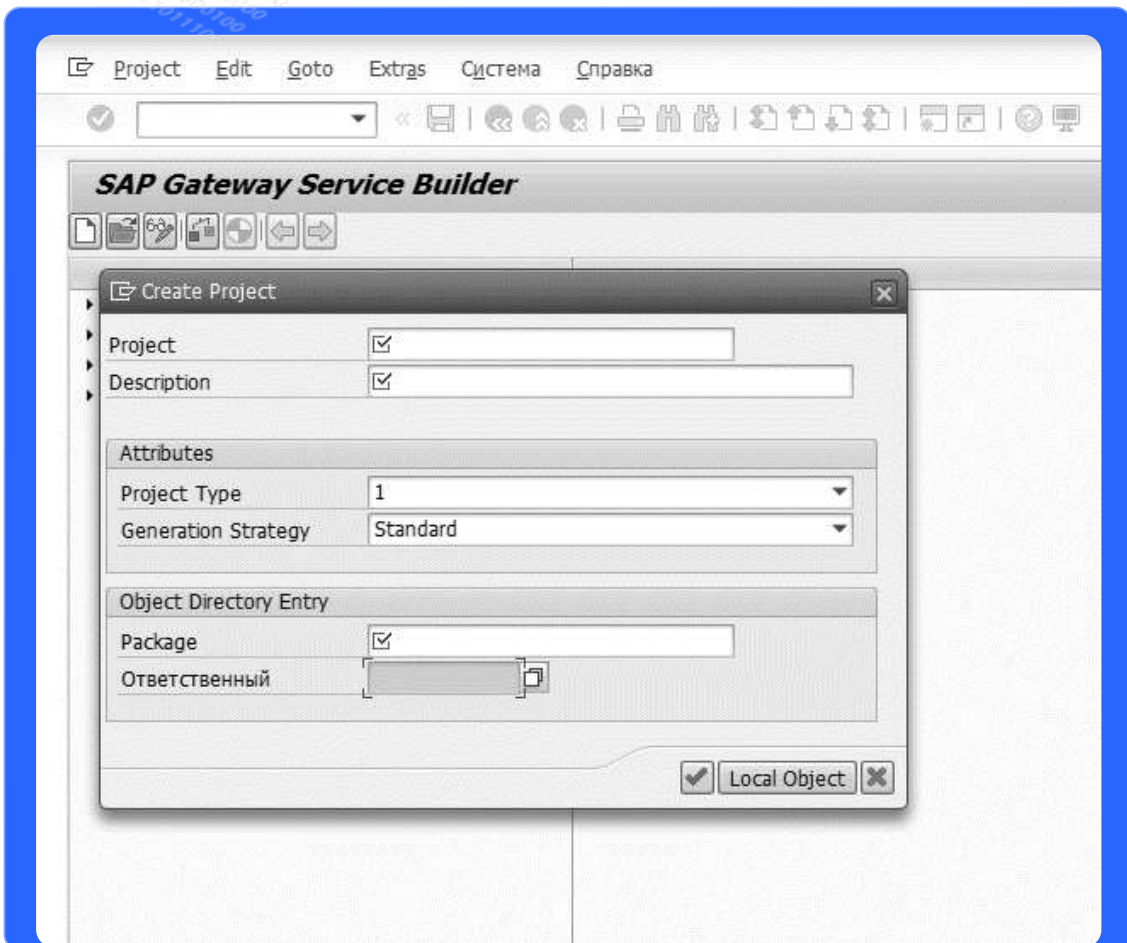 Project Edit Goto Extras Система Справка
SAP Gateway Service Builder
Create Project
Project
Description
Attributes
Project Type 1
Generation Strategy Standard
Object Directory Entry
Package
Ответственный
Local Object